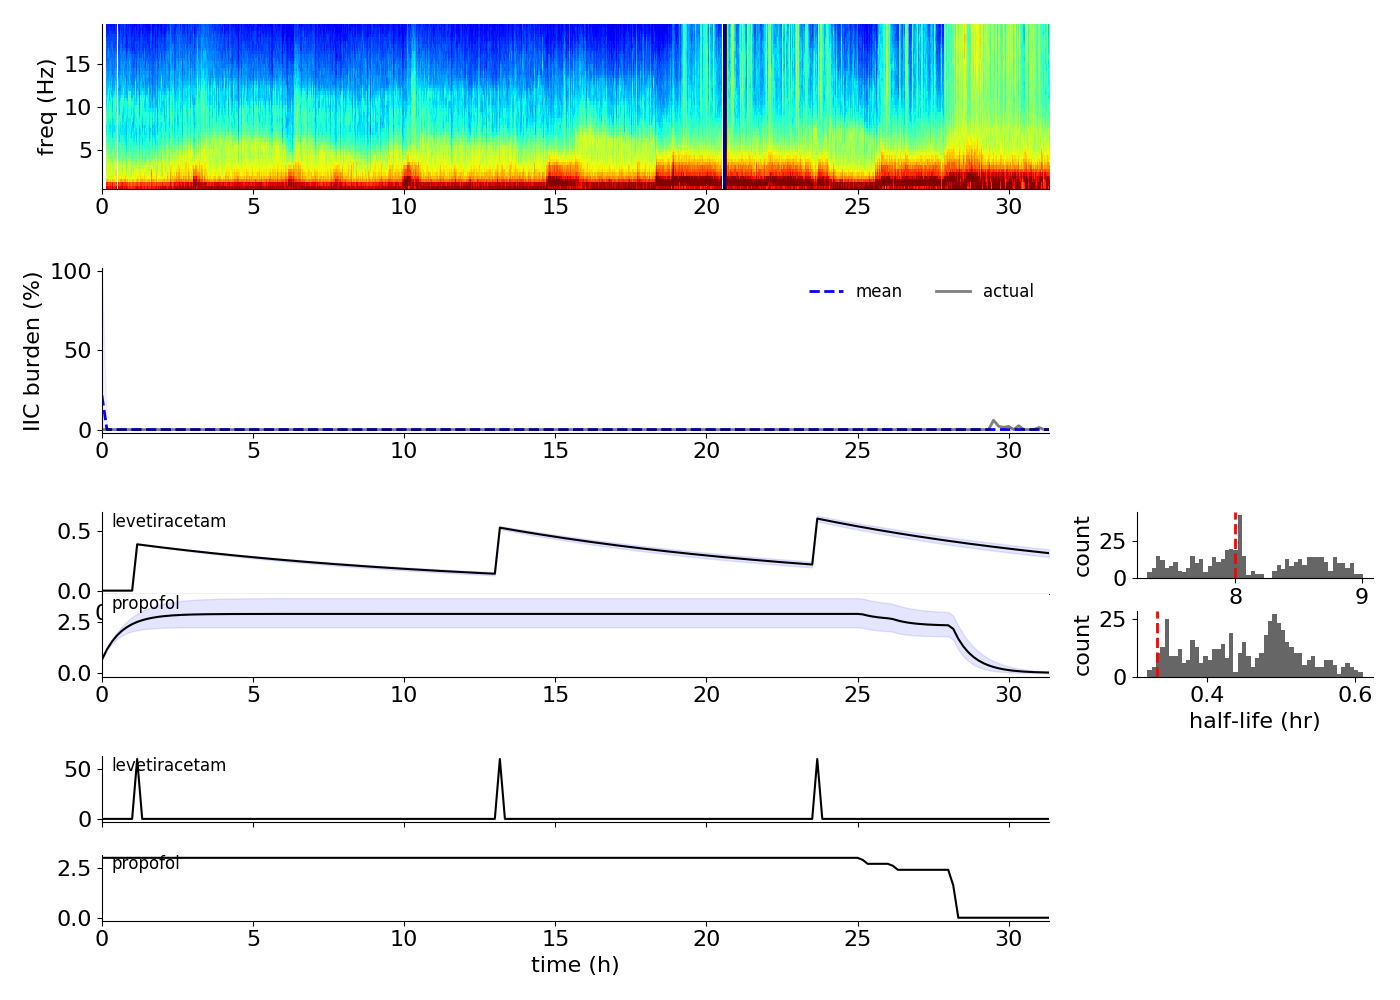 freq (Hz)
15
10
5
0 5 10 15 20 25 30
IIC burden (%)
100
50
0
mean actual
0 5 10 15 20 25 30
levetiracetam
0.5
0.0
0
propofol
2.5
0.0
0 5 10 15 20 25 30
count
25
0
8 9
count
25
0
0.4 0.6
half-life (hr)
levetiracetam
50
0
propofol
2.5
0.0
0 5 10 15 20 25 30
time (h)